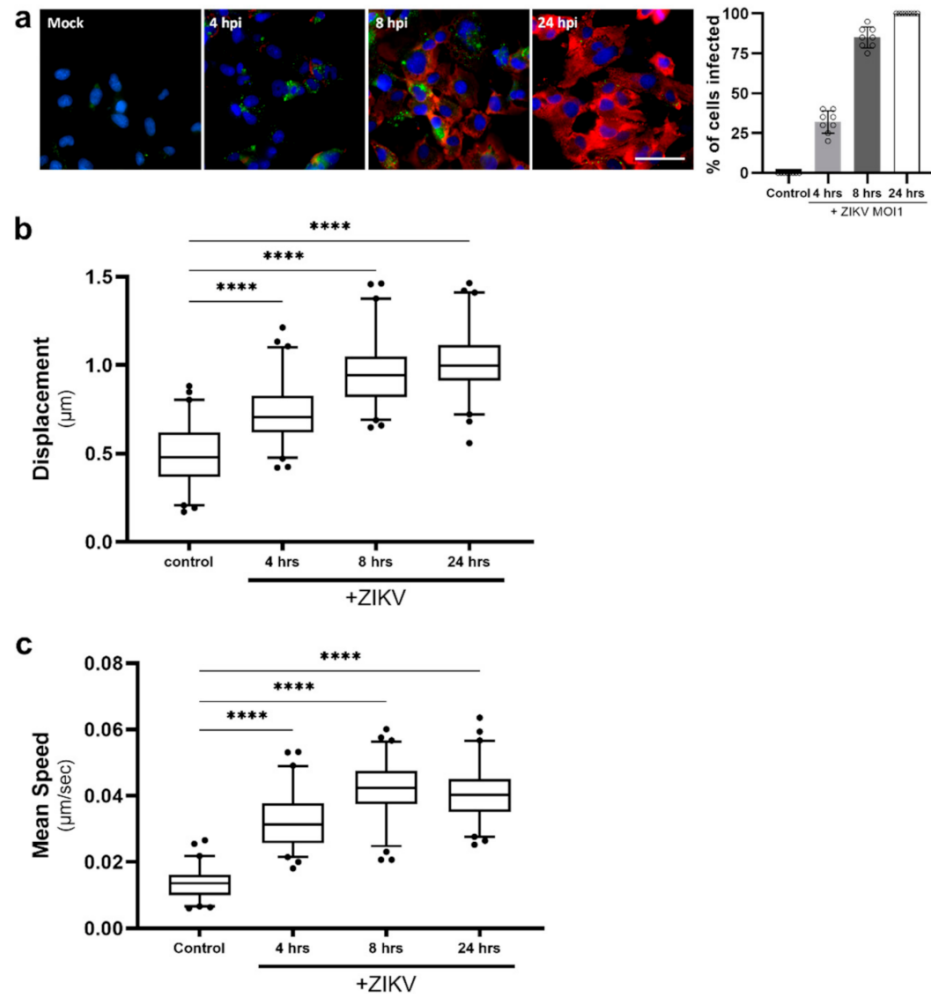 a
Mock
4 hpi
8 hpi
24 hpi
% of cells infected
100
75
50
25
0
Control 4 hrs 8 hrs 24 hrs
+ ZIKV MOI1
b
Displacement
(µm)
1.5
1.0
0.5
0.0
****
****
****
control 4 hrs 8 hrs 24 hrs
+ZIKV
c
Mean Speed
(µm/sec)
0.08
0.06
0.04
0.02
0.00
****
****
****
Control 4 hrs 8 hrs 24 hrs
+ZIKV